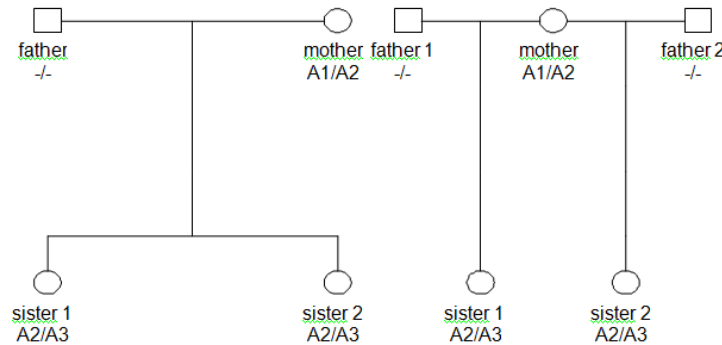 father
-/-
mother
A1/A2
father 1
-/-
mother
A1/A2
father 2
-/-
sister 1
A2/A3
sister 2
A2/A3
sister 1
A2/A3
sister 2
A2/A3